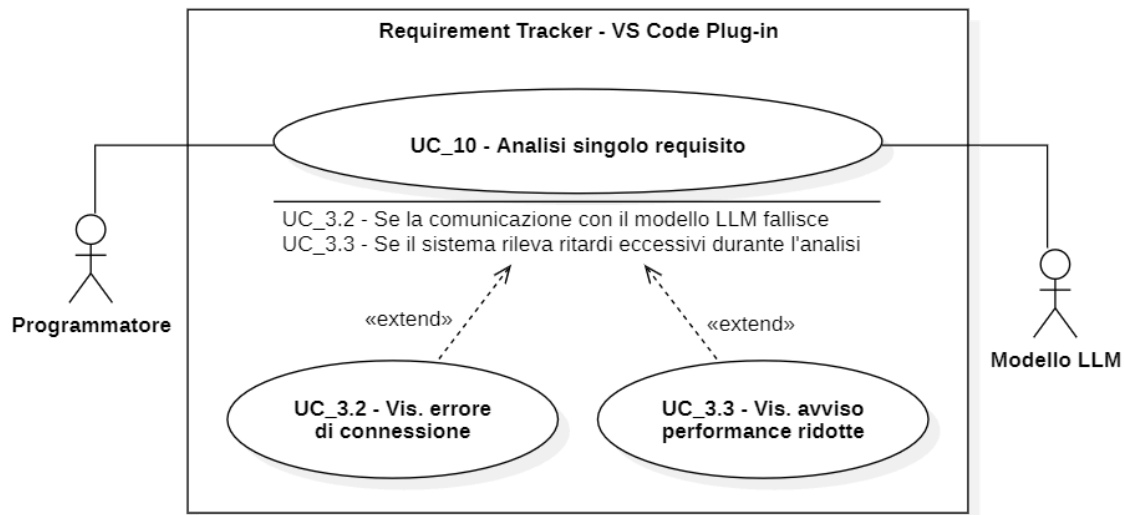 Requirement Tracker - VS Code Plug-in
UC_10 - Analisi singolo requisito
UC_3.2 - Se la comunicazione con il modello LLM fallisce
UC_3.3 - Se il sistema rileva ritardi eccessivi durante l'analisi
Programmatore
Modello LLM
«extend»
«extend»
UC_3.2 - Vis. errore
di connessione
UC_3.3 - Vis. avviso
performance ridotte